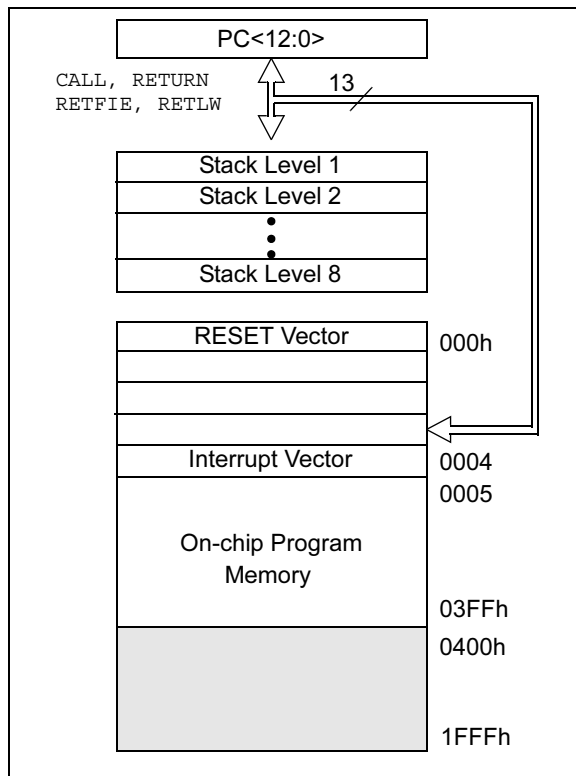 PC<12:0>
CALL, RETURN
RETFIE, RETLW
13
Stack Level 1
Stack Level 2
Stack Level 8
RESET Vector
000h
Interrupt Vector
0004
0005
On-chip Program
Memory
03FFh
0400h
1FFFh